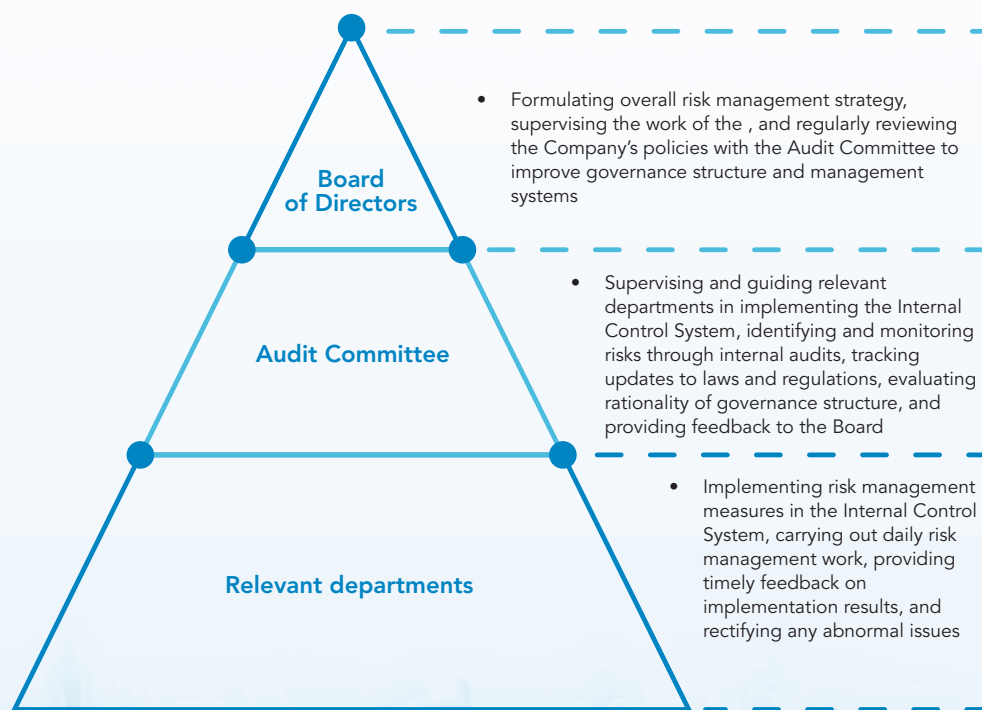 • Formulating overall risk management strategy,
supervising the work of the , and regularly reviewing
the Company’s policies with the Audit Committee to
improve governance structure and management
systems
Board
of Directors
• Supervising and guiding relevant
departments in implementing the Internal
Control System, identifying and monitoring
risks through internal audits, tracking
updates to laws and regulations, evaluating
rationality of governance structure, and
providing feedback to the Board
Audit Committee
• Implementing risk management
measures in the Internal Control
System, carrying out daily risk
management work, providing
timely feedback on
implementation results, and
rectifying any abnormal issues
Relevant departments